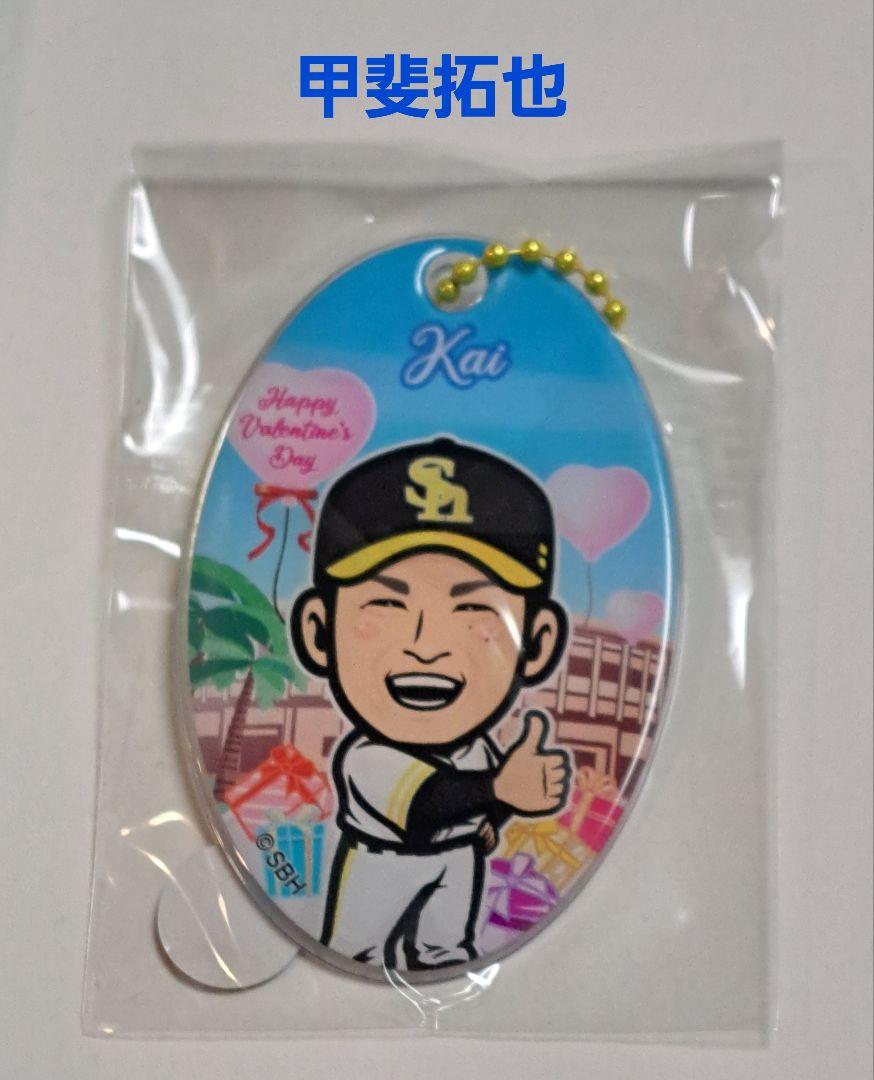 甲斐拓也
Kai
Happy
Valentine's
Day
Sh
©SBH